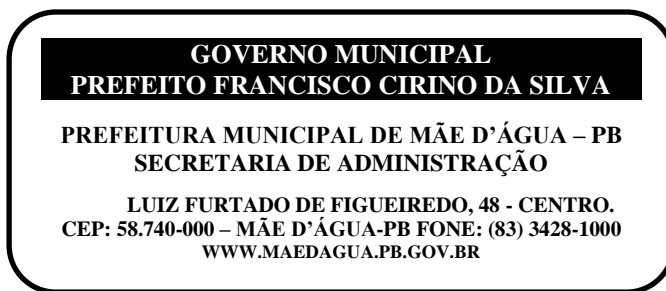 GOVERNO MUNICIPAL
PREFEITO FRANCISCO CIRINO DA SILVA
PREFEITURA MUNICIPAL DE MÃE D’ÁGUA – PB
SECRETARIA DE ADMINISTRAÇÃO
LUIZ FURTADO DE FIGUEIREDO, 48 - CENTRO.
CEP: 58.740-000 – MÃE D’ÁGUA-PB FONE: (83) 3428-1000
WWW.MAEDAGUA.PB.GOV.BR